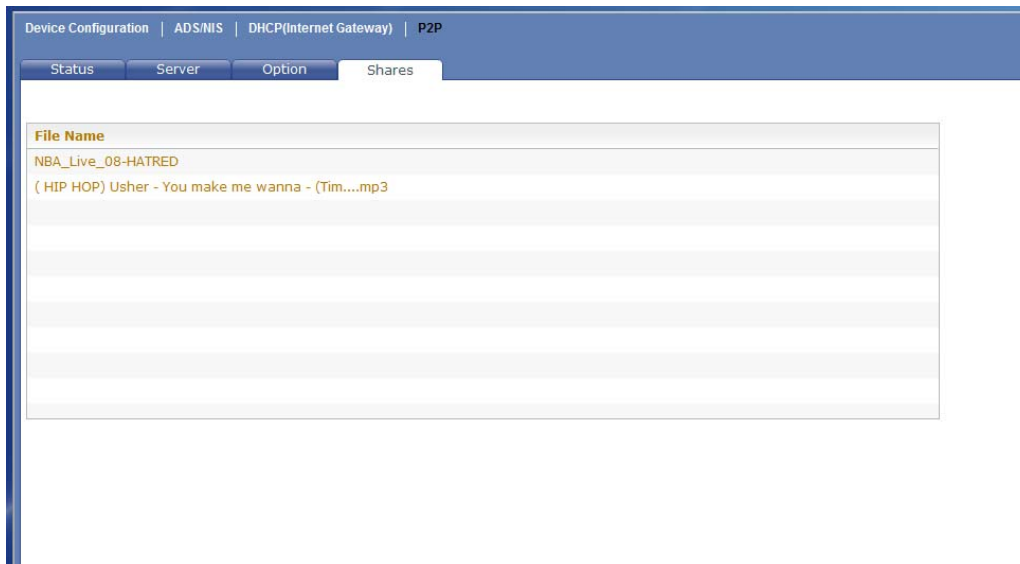 Device Configuration | ADS/NIS | DHCP(Internet Gateway) | P2P
Status Server Option Shares
File Name
NBA_Live_08-HATRED
( HIP HOP) Usher - You make me wanna - (Tim....mp3